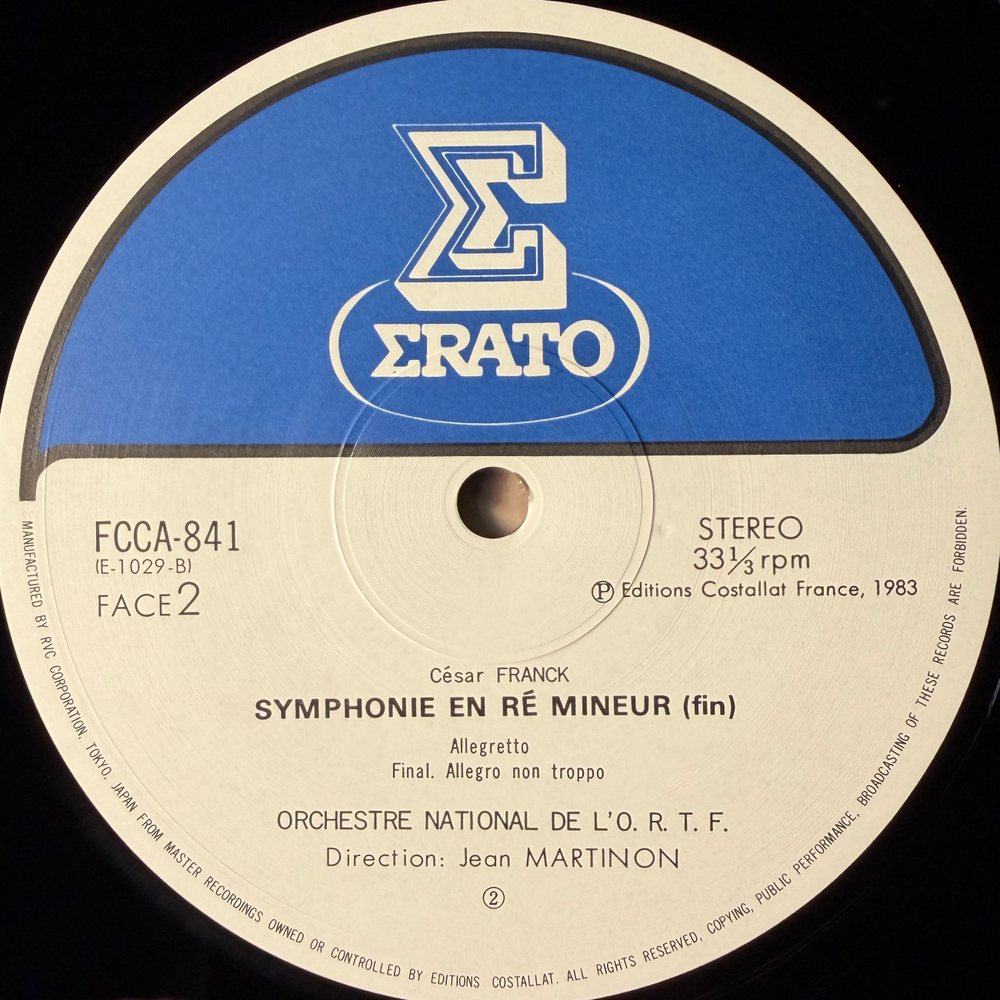 Σ
ΣRATO
FCCA-841
(E-1029-B)
FACE 2
STEREO
33⅓ rpm
Ⓟ Editions Costallat France, 1983
César FRANCK
SYMPHONIE EN RÉ MINEUR (fin)
Allegretto
Final. Allegro non troppo
ORCHESTRE NATIONAL DE L'O. R. T. F.
Direction: Jean MARTINON
②
MANUFACTURED BY RVC CORPORATION, TOKYO, JAPAN FROM MASTER RECORDINGS OWNED OR CONTROLLED BY EDITIONS COSTALLAT. ALL RIGHTS RESERVED, COPYING, PUBLIC PERFORMANCE, BROADCASTING OF THESE RECORDS ARE FORBIDDEN.